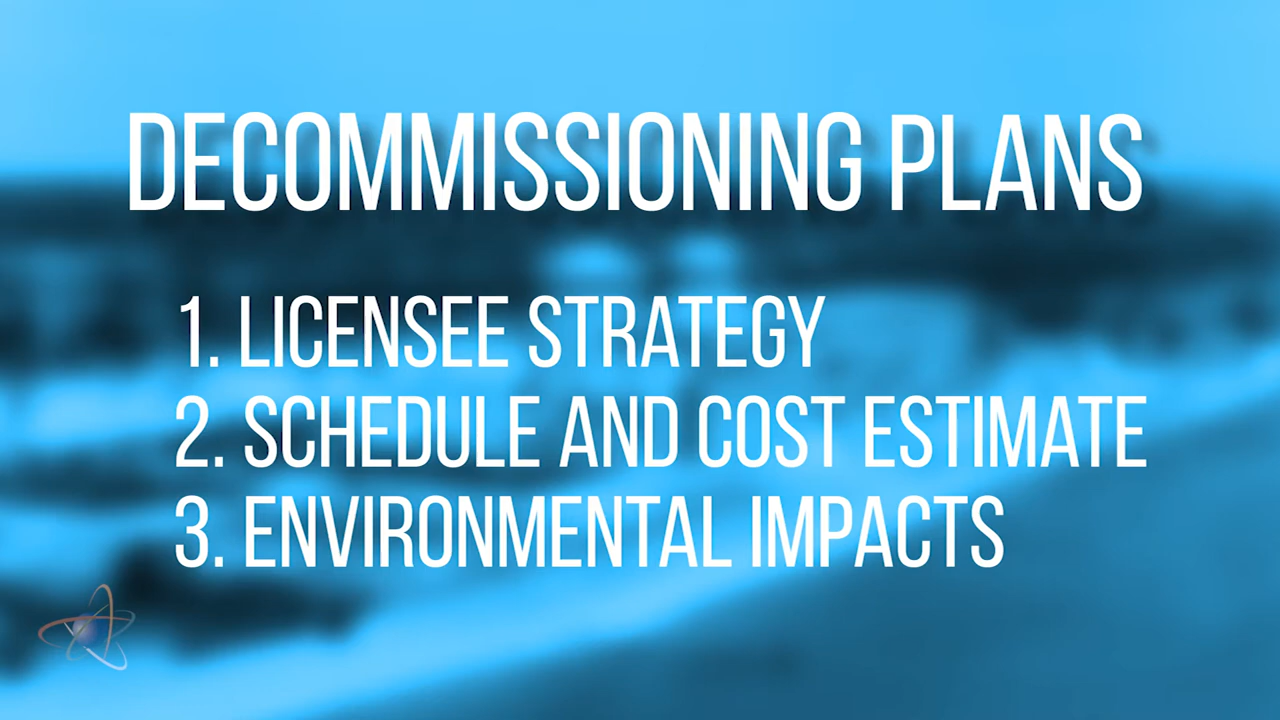 DECOMMISSIONING PLANS
1. LICENSEE STRATEGY
2. SCHEDULE AND COST ESTIMATE
3. ENVIRONMENTAL IMPACTS